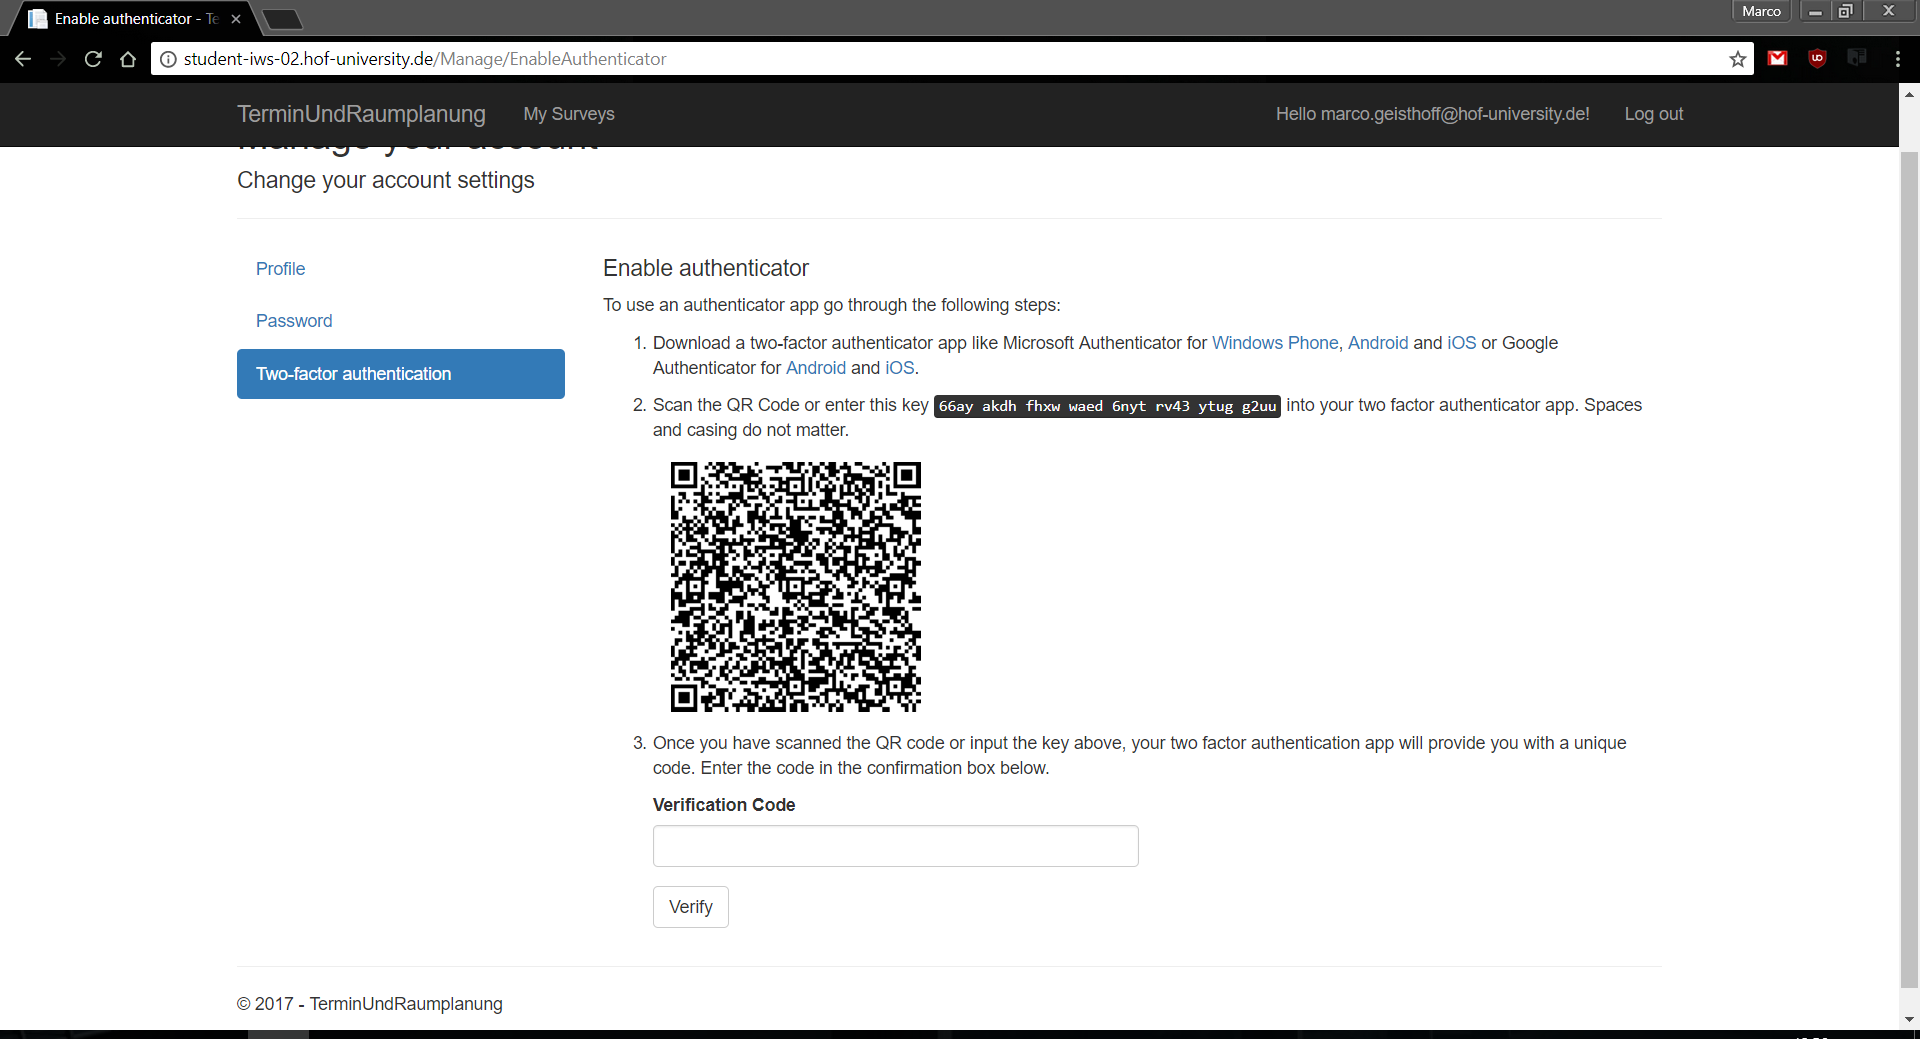 Enable authenticator - Te
Marco
student-iws-02.hof-university.de/Manage/EnableAuthenticator
TerminUndRaumplanung My Surveys Hello marco.geisthoff@hof-university.de! Log out
Manage your account
Change your account settings
Profile
Password
Two-factor authentication
Enable authenticator
To use an authenticator app go through the following steps:
1. Download a two-factor authenticator app like Microsoft Authenticator for Windows Phone, Android and iOS or Google
Authenticator for Android and iOS.
2. Scan the QR Code or enter this key 66ay akdh fhxw waed 6nyt rv43 ytug g2uu into your two factor authenticator app. Spaces
and casing do not matter.
3. Once you have scanned the QR code or input the key above, your two factor authentication app will provide you with a unique
code. Enter the code in the confirmation box below.
Verification Code
Verify
© 2017 - TerminUndRaumplanung